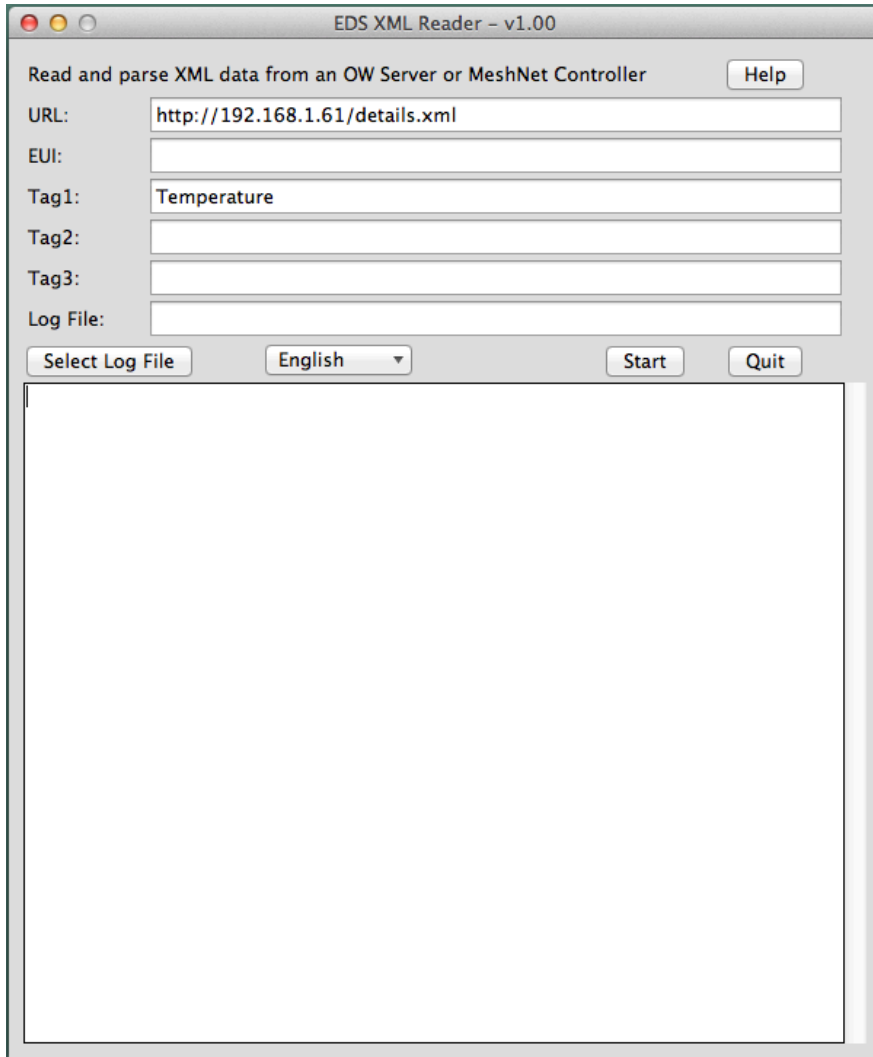 EDS XML Reader – v1.00
Read and parse XML data from an OW Server or MeshNet Controller Help
URL: http://192.168.1.61/details.xml
EUI:
Tag1: Temperature
Tag2:
Tag3:
Log File:
Select Log File English Start Quit